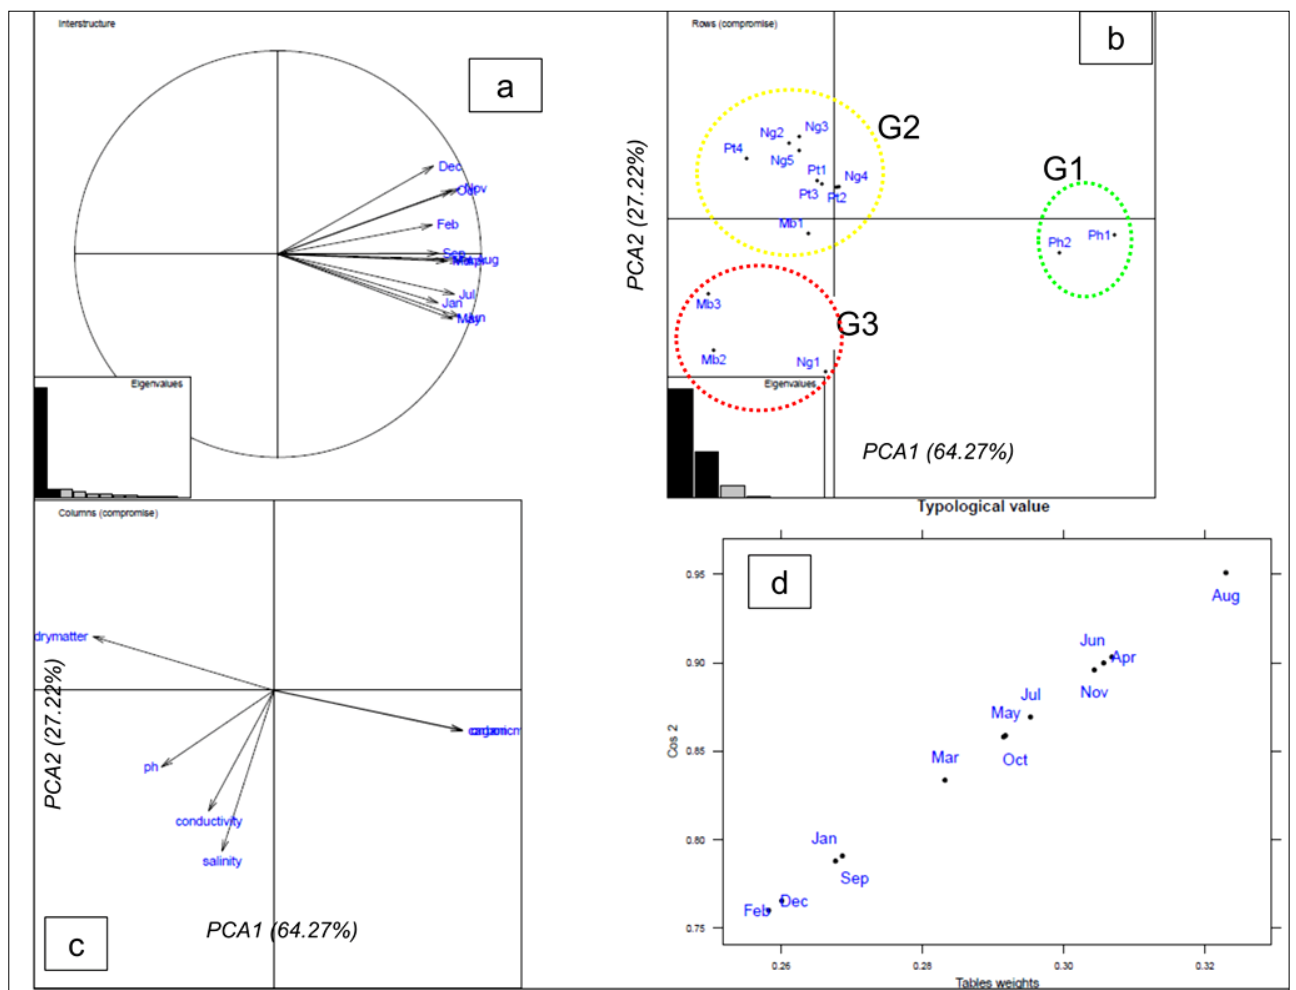 Interstructure
a
Dec
Nov
Feb
Sep
Aug
Jul
Jan
Jun
May
Eigenvalues
Rows (compromise)
b
PCA2 (27.22%)
G2
Ng3
Ng2
Pt4
Ng5
Pt1
Ng4
Pt3
Pt2
Mb1
G1
Ph2
Ph1
Mb3
G3
Mb2
Ng1
Eigenvalues
PCA1 (64.27%)
Columns (compromise)
drymatter
PCA2 (27.22%)
ph
conductivity
salinity
PCA1 (64.27%)
c
Typological value
d
0.95
0.90
0.85
0.80
0.75
Cos 2
Aug
Jun
Apr
Nov
Jul
May
Oct
Mar
Jan
Sep
Feb
Dec
0.26
0.28
0.30
0.32
Tables weights